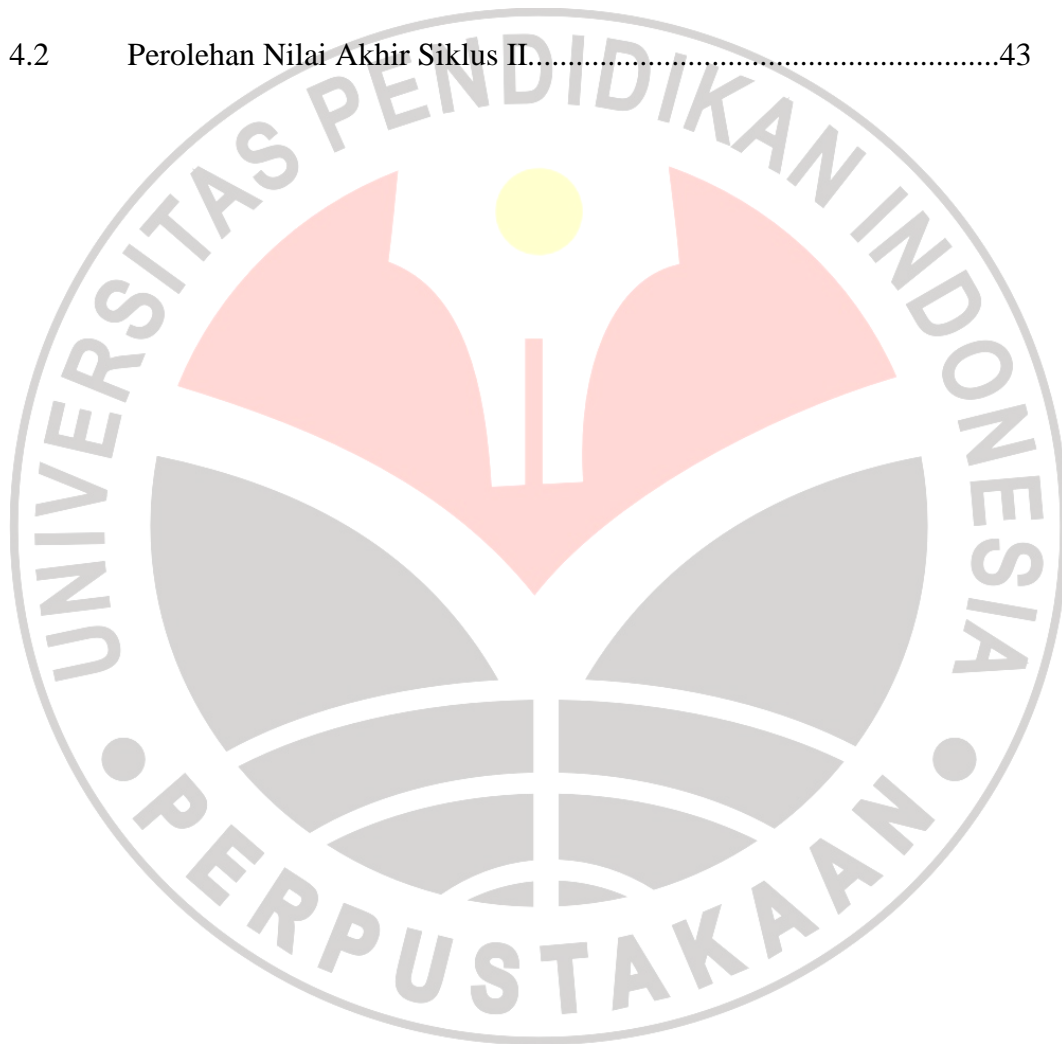 4.2 Perolehan Nilai Akhir Siklus II...........................................................43
UNIVERSITAS PENDIDIKAN INDONESIA
PERPUSTAKAAN